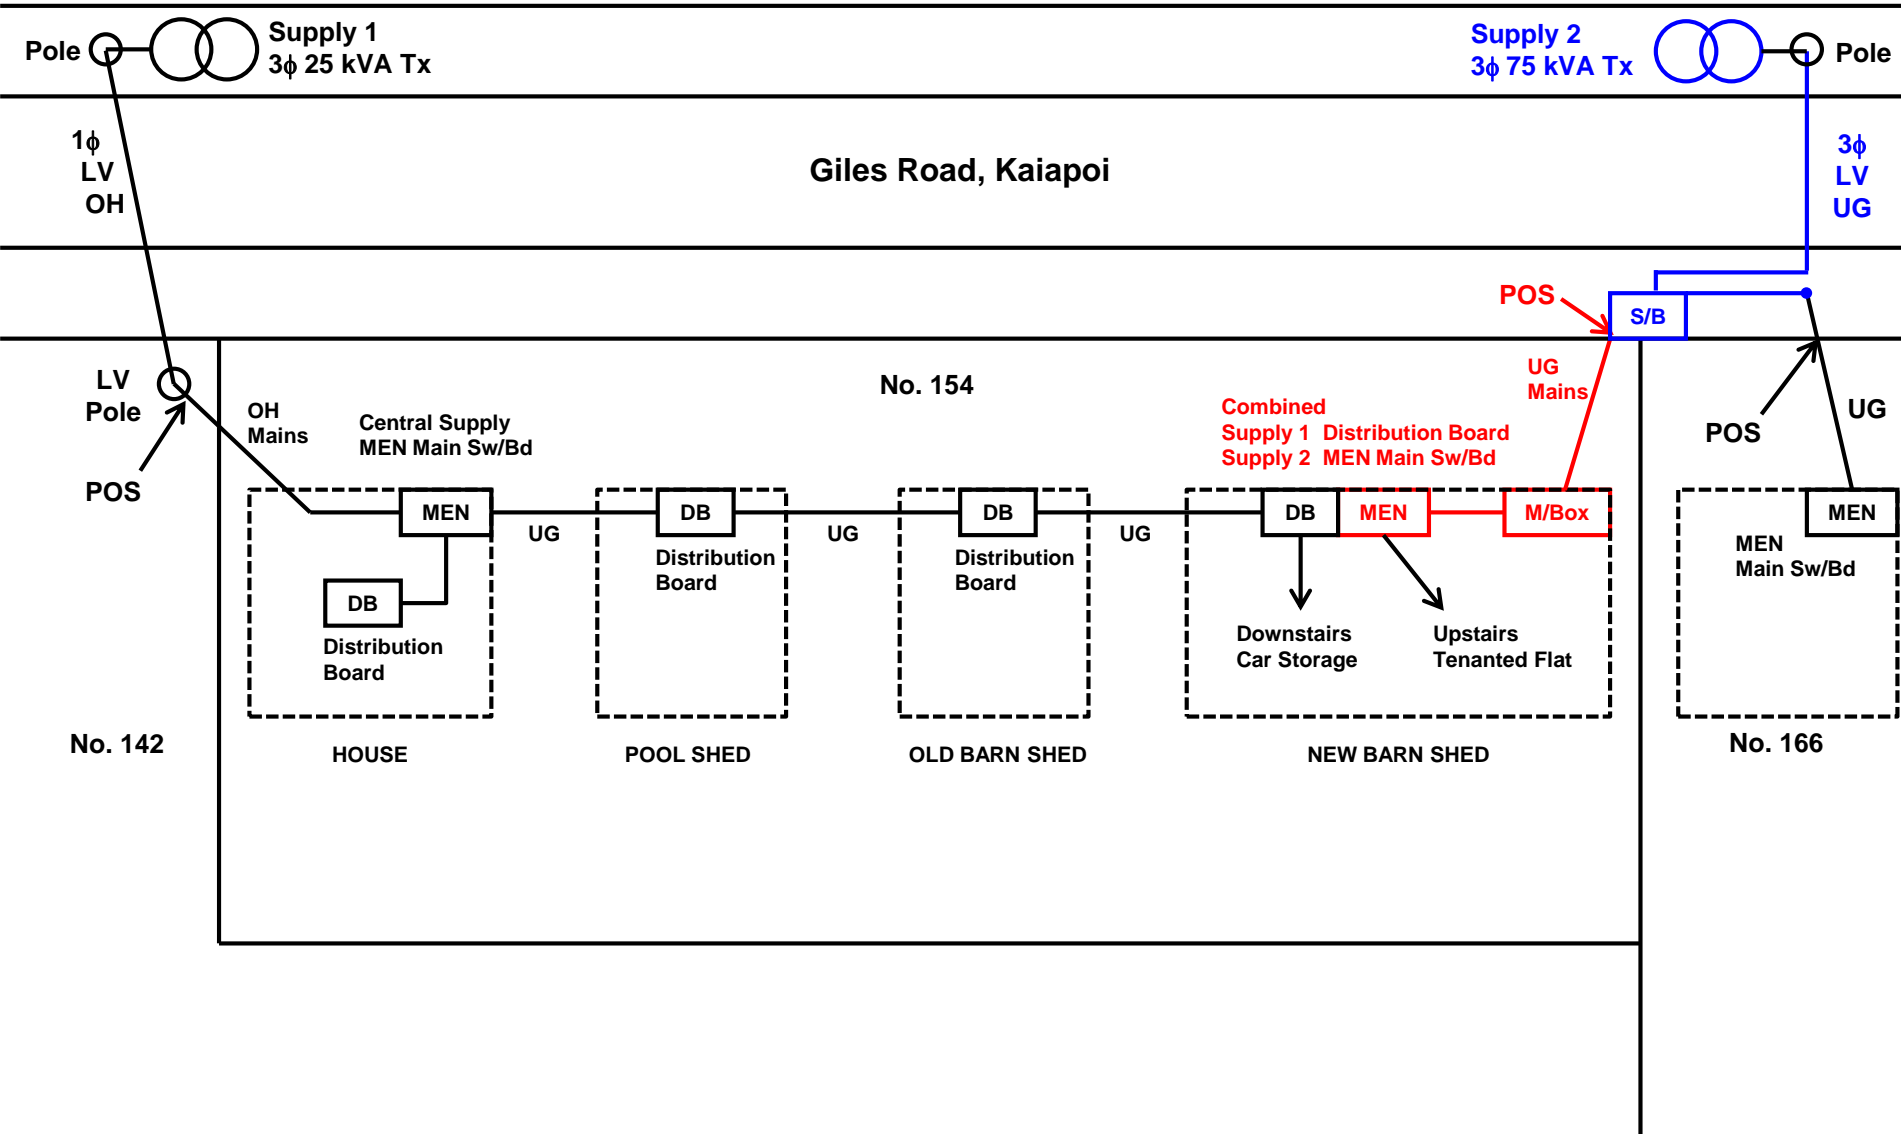 Pole
Supply 1
3ϕ 25 kVA Tx
Supply 2
3ϕ 75 kVA Tx
Pole
1ϕ
LV
OH
Giles Road, Kaiapoi
3ϕ
LV
UG
POS
S/B
LV
Pole
POS
OH
Mains
Central Supply
MEN Main Sw/Bd
No. 154
Combined
Supply 1 Distribution Board
Supply 2 MEN Main Sw/Bd
UG
Mains
POS
UG
MEN
UG
DB
Distribution
Board
UG
DB
Distribution
Board
UG
DB
MEN
M/Box
MEN
MEN
Main Sw/Bd
DB
Distribution
Board
Downstairs
Car Storage
Upstairs
Tenanted Flat
No. 142
HOUSE
POOL SHED
OLD BARN SHED
NEW BARN SHED
No. 166